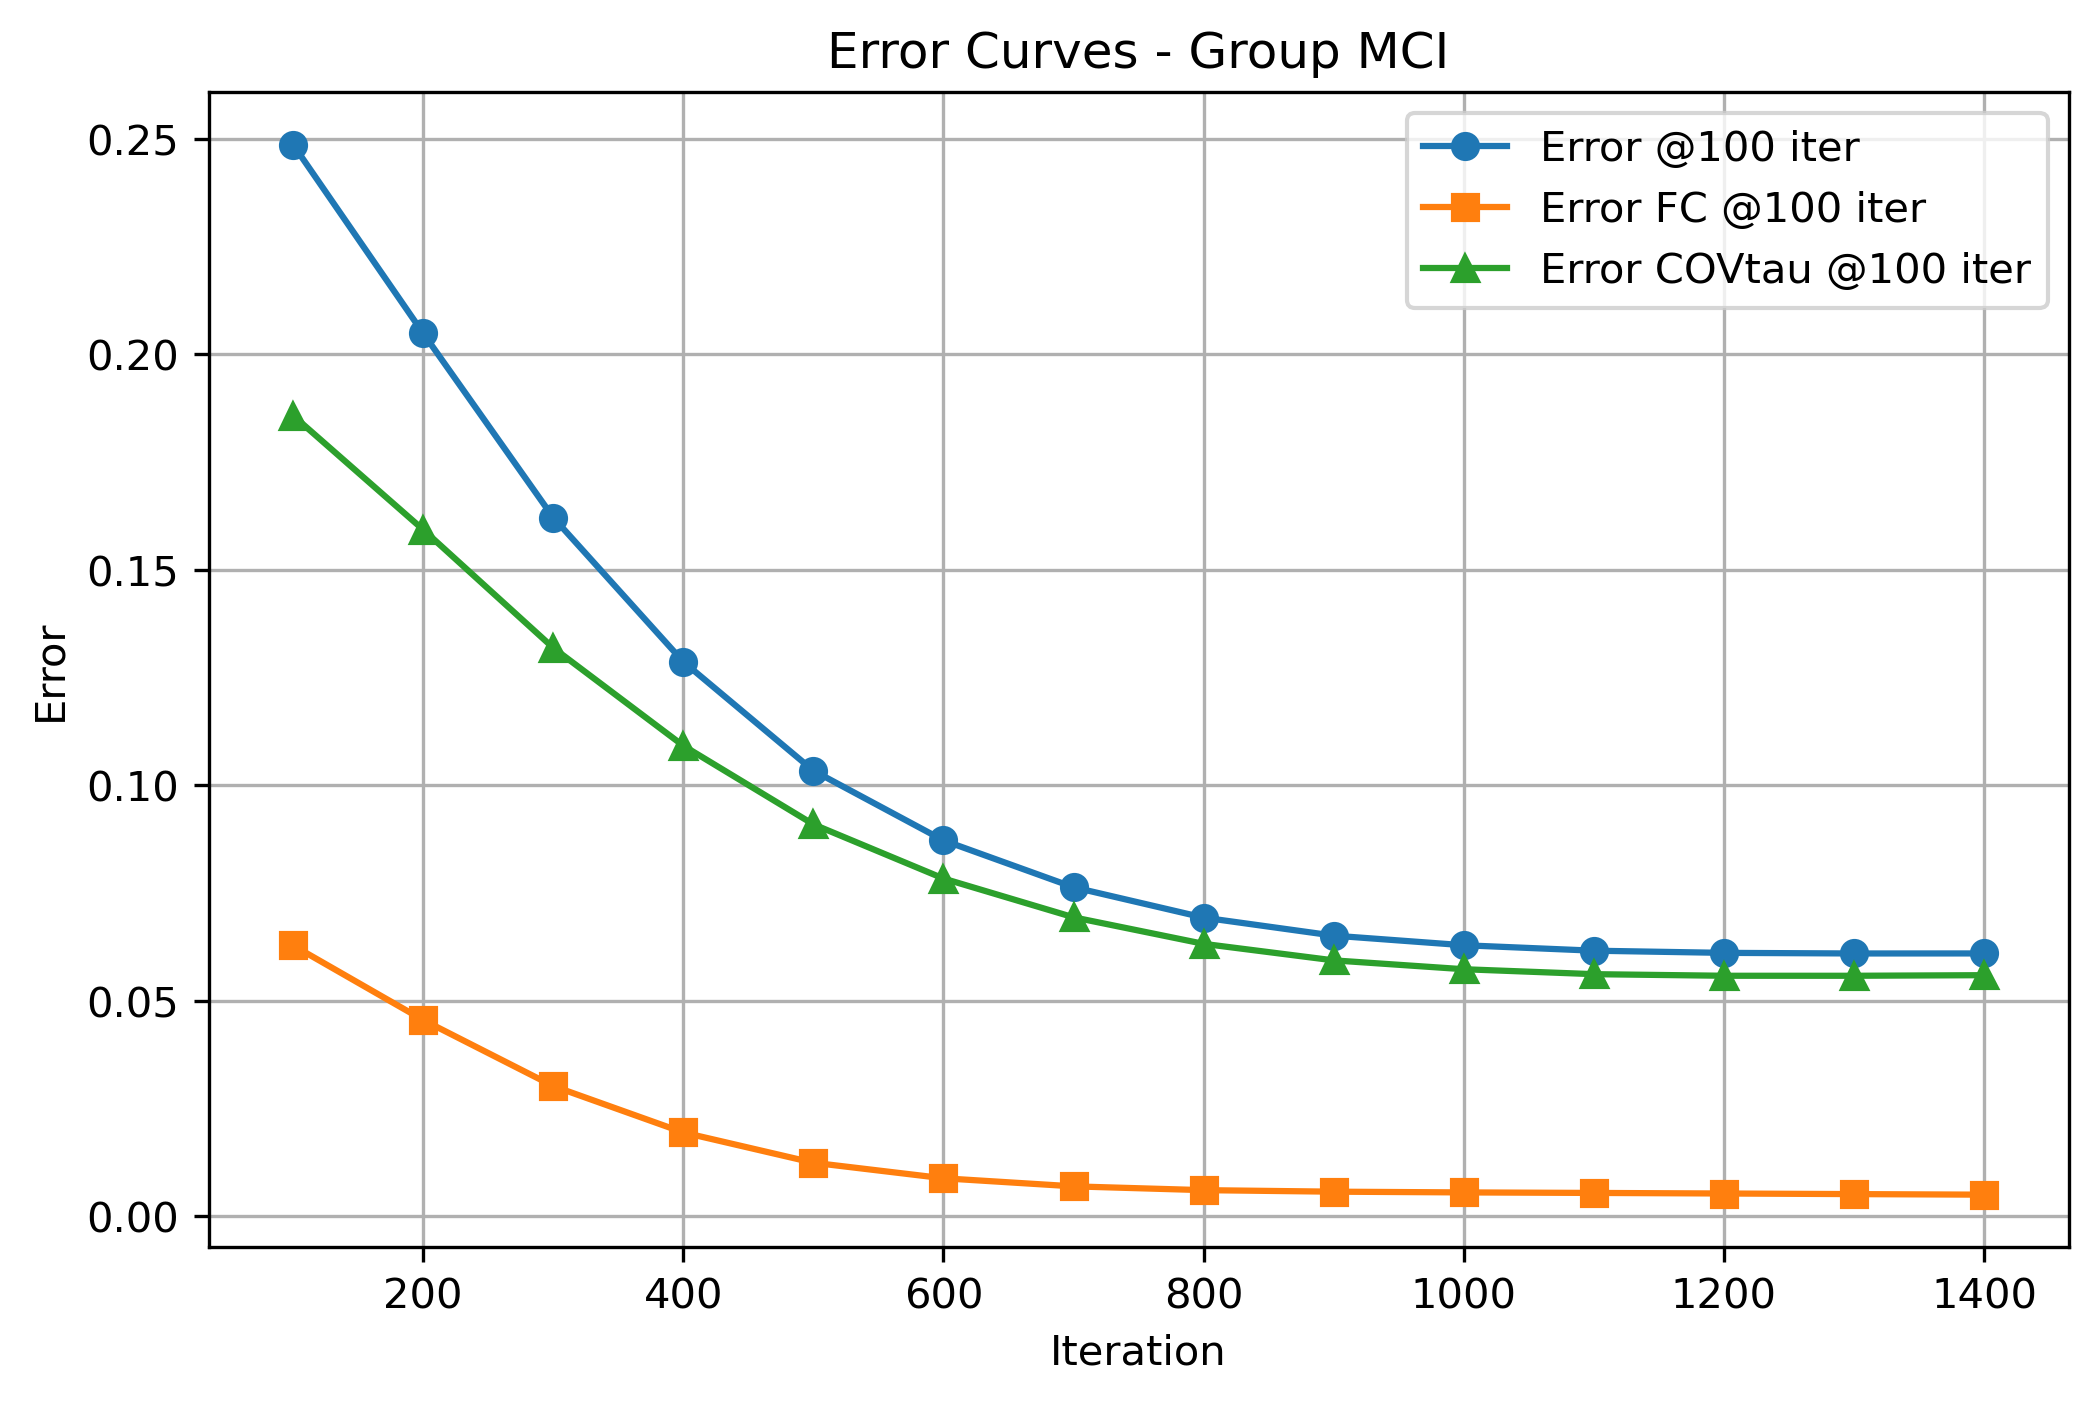 Error Curves - Group MCI
Error @100 iter
Error FC @100 iter
Error COVtau @100 iter
0.25
0.20
0.15
0.10
0.05
0.00
Error
200 400 600 800 1000 1200 1400
Iteration